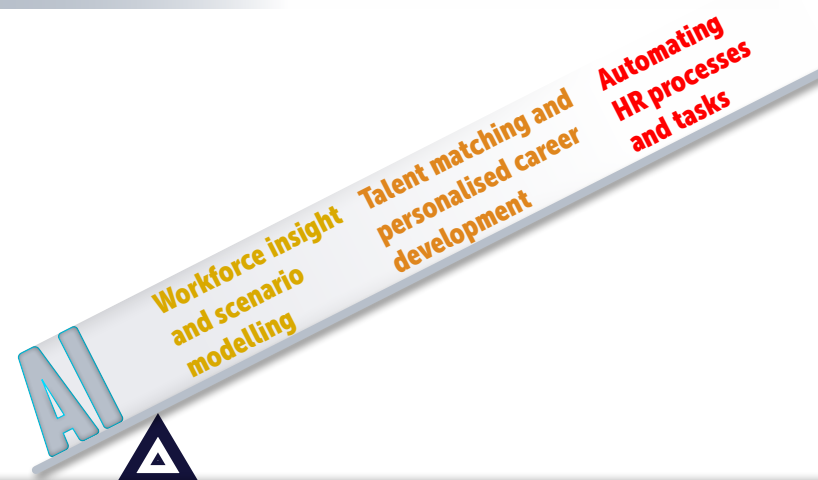 AI
Workforce insight
and scenario
modelling
Talent matching and
personalised career
development
Automating
HR processes
and tasks